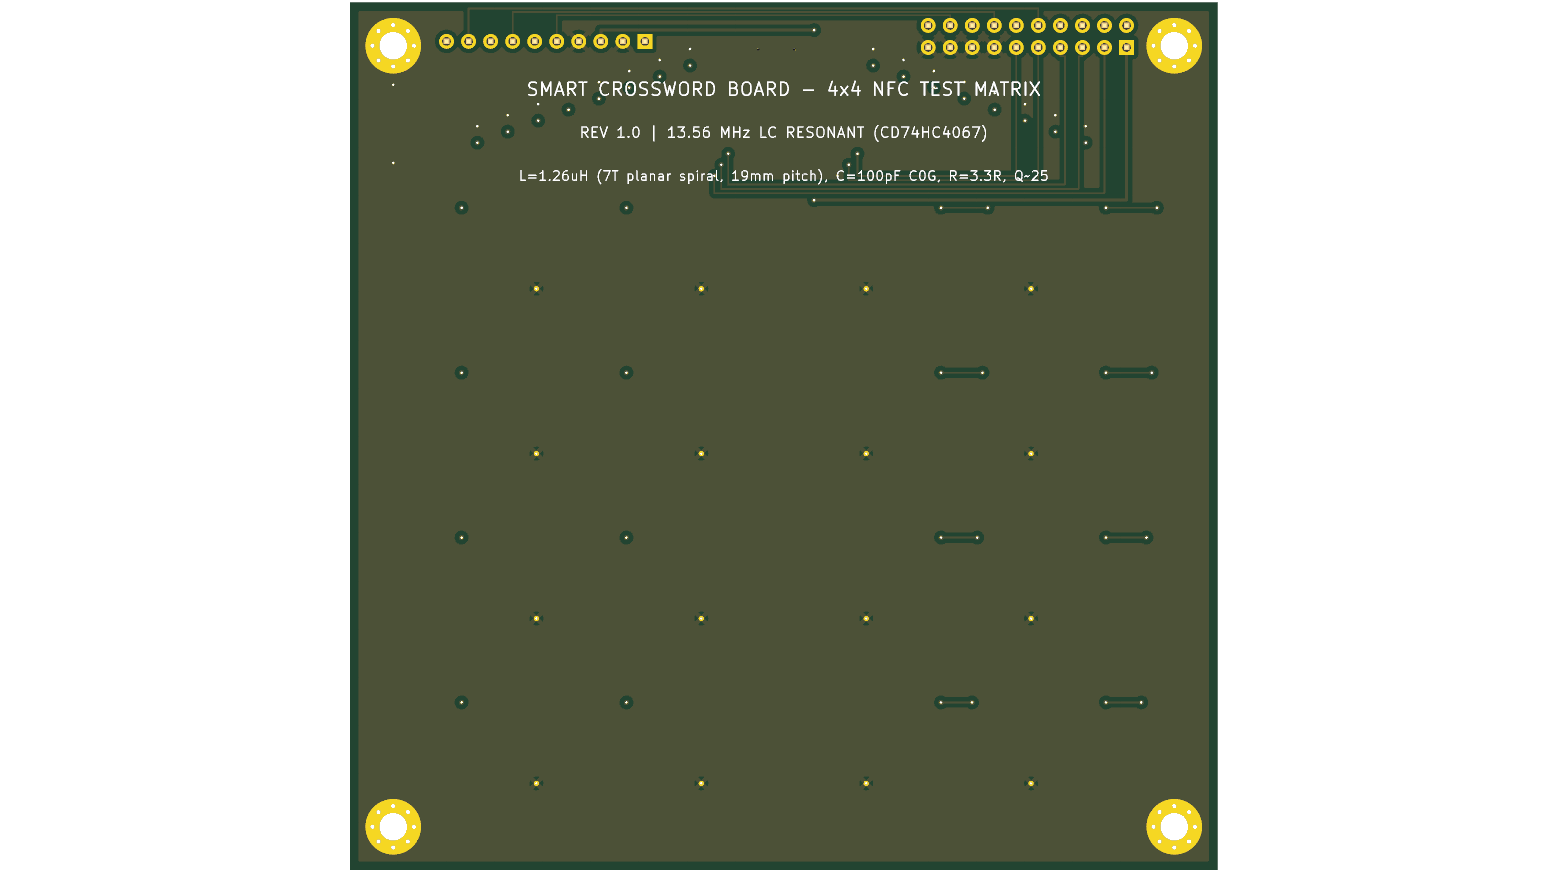 SMART CROSSWORD BOARD — 4x4 NFC TEST MATRIX
REV 1.0 | 13.56 MHz LC RESONANT (CD74HC4067)
L=1.26uH (7T planar spiral, 19mm pitch), C=100pF C0G, R=3.3R, Q~25